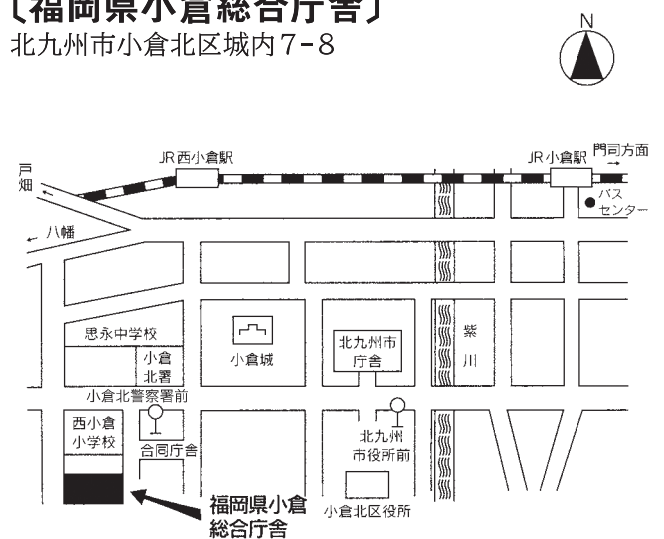 〔福岡県小倉総合庁舎〕
北九州市小倉北区城内7-8
N
JR西小倉駅
JR小倉駅
門司方面
→
戸畑
←
バス
センター
← 八幡
思永中学校
小倉
北署
小倉城
北九州市
庁舎
紫川
小倉北警察署前
西小倉
小学校
合同庁舎
北九州
市役所前
福岡県小倉
総合庁舎
小倉北区役所